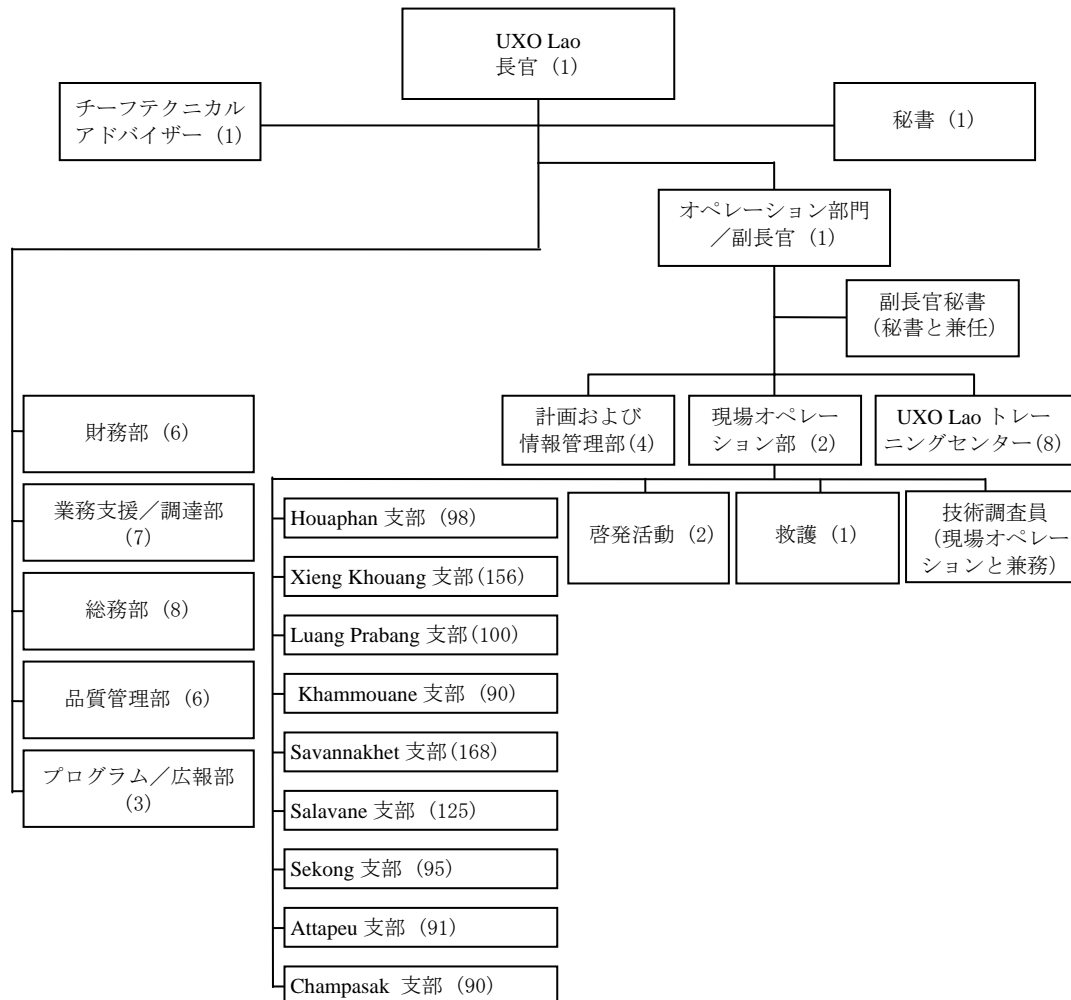 UXO Lao
長官 (1)
チーフテクニカル
アドバイザー (1)
秘書 (1)
オペレーション部門
／副長官 (1)
副長官秘書
(秘書と兼任)
計画および
情報管理部(4)
現場オペレー
ション部 (2)
UXO Lao トレー
ニングセンター(8)
財務部 (6)
業務支援／調達部
(7)
総務部 (8)
品質管理部 (6)
プログラム／広報部
(3)
Houaphan 支部 (98)
Xieng Khouang 支部(156)
Luang Prabang 支部(100)
Khammouane 支部 (90)
Savannakhet 支部(168)
Salavane 支部 (125)
Sekong 支部 (95)
Attapeu 支部 (91)
Champasak 支部 (90)
啓発活動 (2)
救護 (1)
技術調査員
(現場オペレー
ションと兼務)